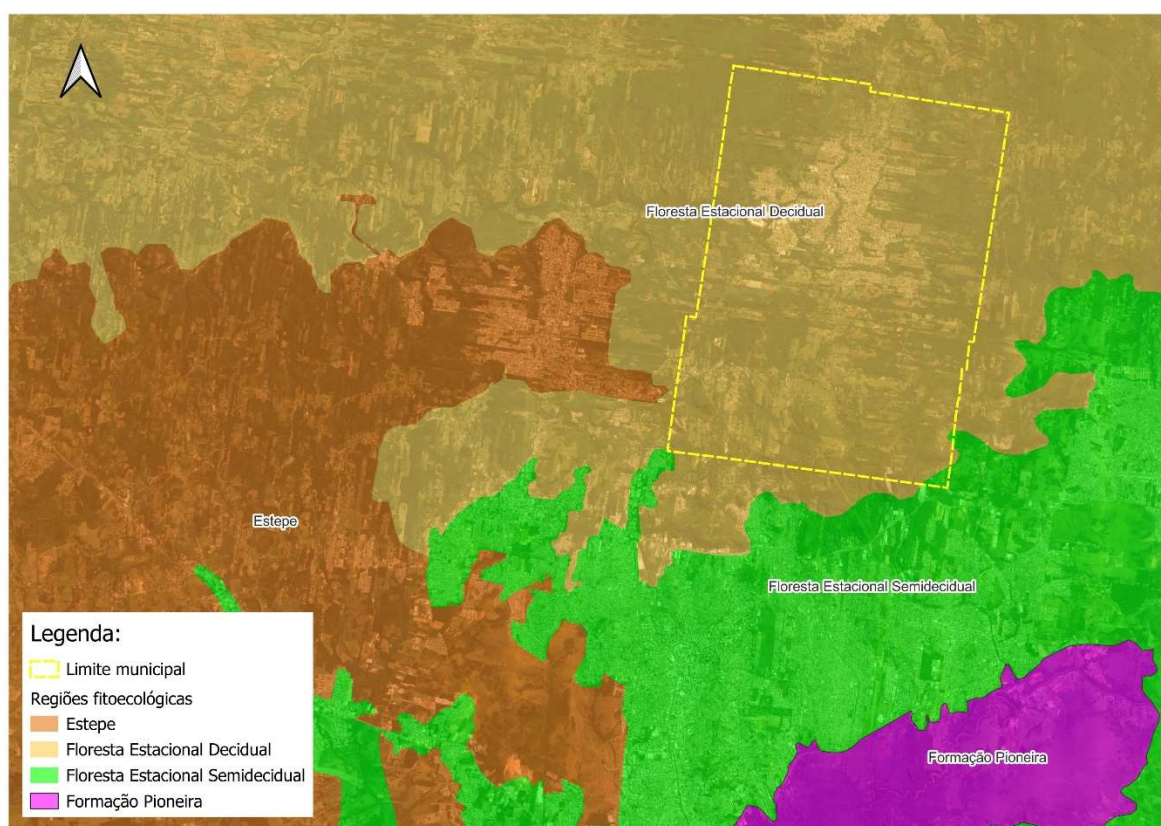 Floresta Estacional Decidual
Estepe
Floresta Estacional Semidecidual
Formação Pioneira
Legenda:
Limite municipal
Regiões fitoecológicas
Estepe
Floresta Estacional Decidual
Floresta Estacional Semidecidual
Formação Pioneira